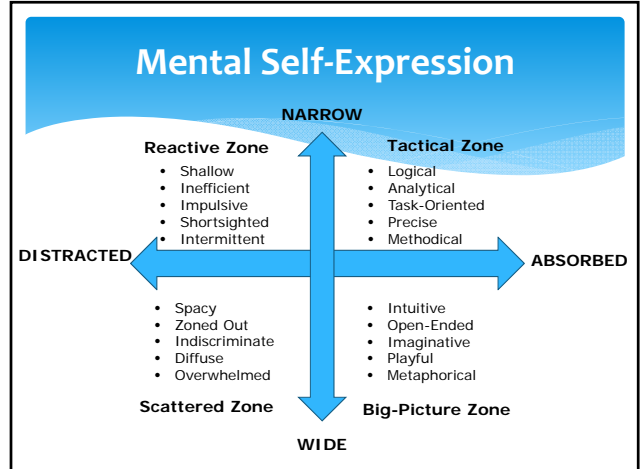 Mental Self-Expression
NARROW
Reactive Zone
• Shallow
• Inefficient
• Impulsive
• Shortsighted
• Intermittent
Tactical Zone
• Logical
• Analytical
• Task-Oriented
• Precise
• Methodical
DISTRACTED
ABSORBED
• Spacy
• Zoned Out
• Indiscriminate
• Diffuse
• Overwhelmed
Scattered Zone
• Intuitive
• Open-Ended
• Imaginative
• Playful
• Metaphorical
Big-Picture Zone
WIDE